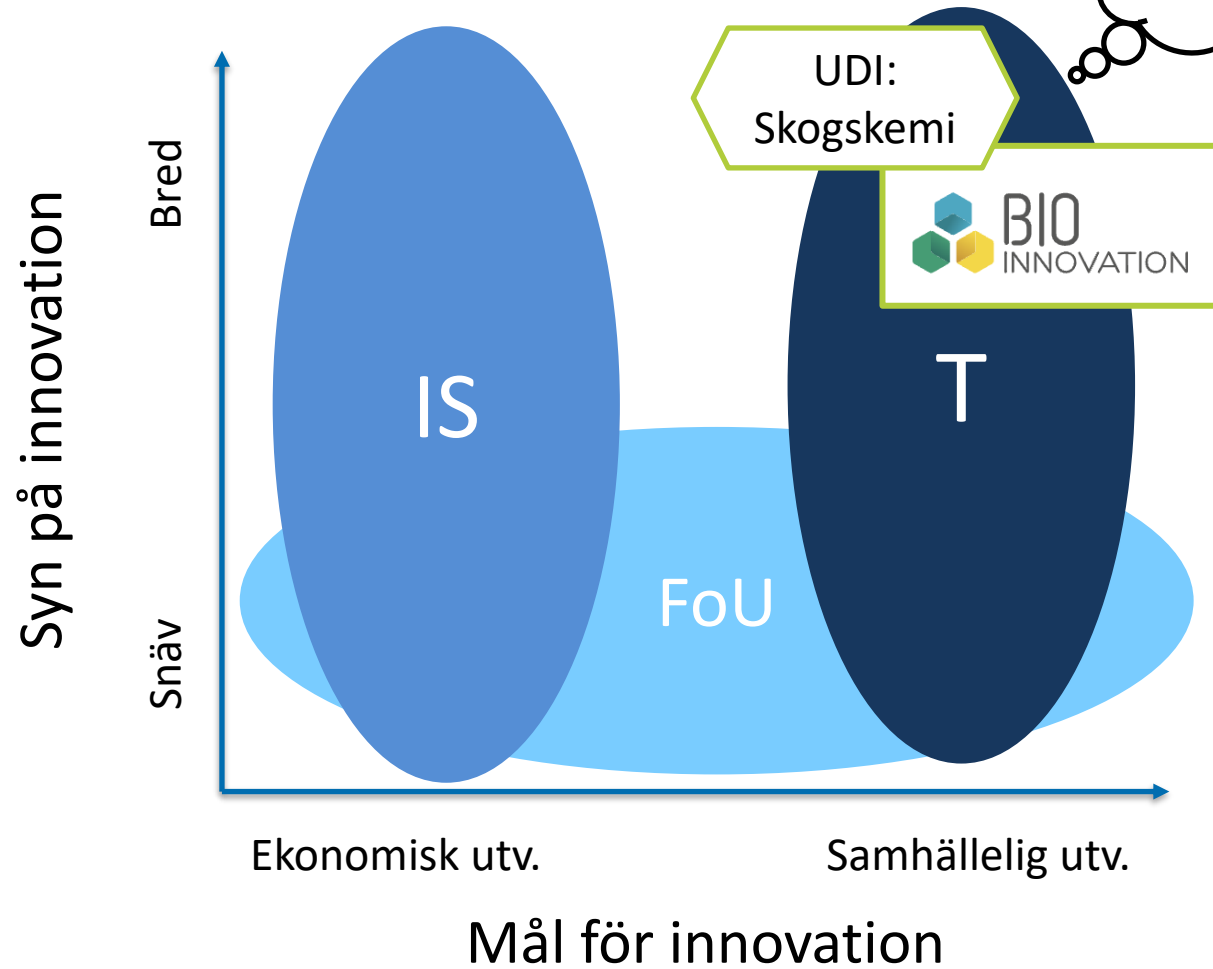 UDI:
Skogskemi
BIO
INNOVATION
Syn på innovation
Bred
Snäv
IS
T
FoU
Ekonomisk utv.
Samhällelig utv.
Mål för innovation